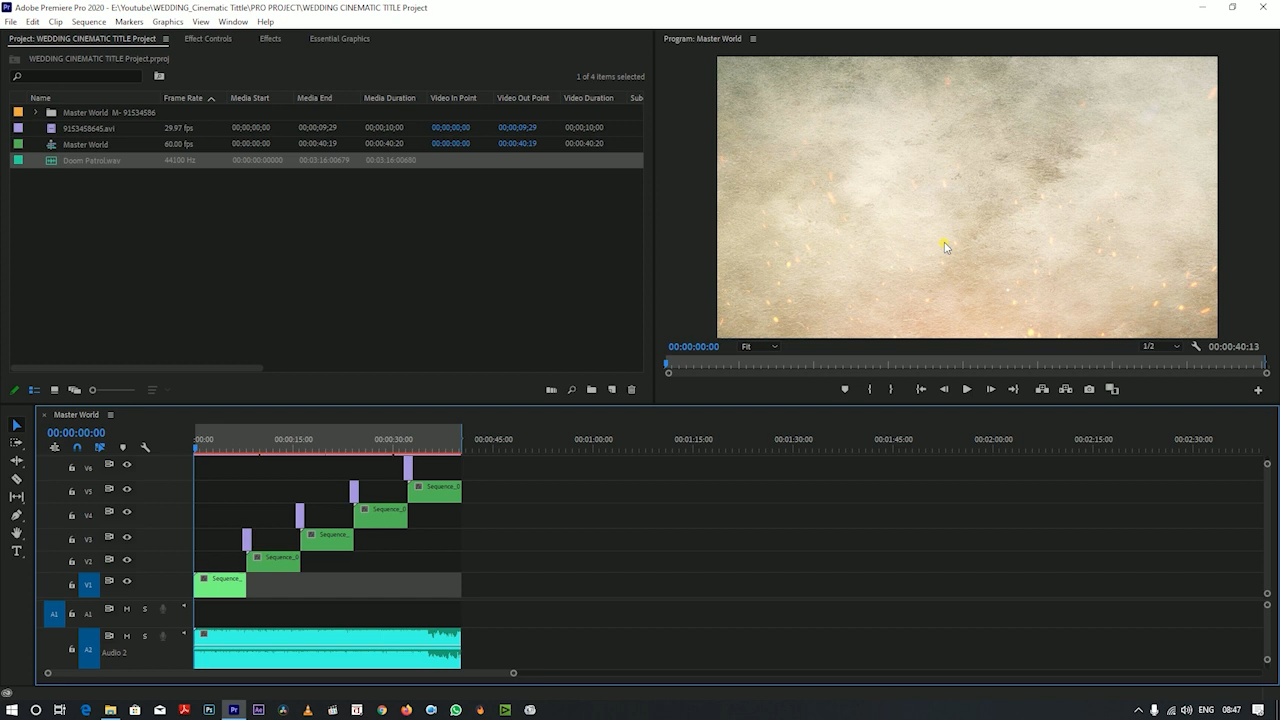 Adobe Premiere Pro 2020 - E:\Youtube\WEDDING_Cinematic Tittle\PRO PROJECT\WEDDING CINEMATIC TITLE Project
File Edit Clip Sequence Markers Graphics View Window Help
Project: WEDDING CINEMATIC TITLE Project Effect Controls Effects Essential Graphics
Program: Master World
WEDDING CINEMATIC TITLE Project.prproj
1 of 4 items selected
Name Frame Rate Media Start Media End Media Duration Video In Point Video Out Point Video Duration Sub
Master World M- 91534586
9153458645.avi 29.97 fps 00;00;00;00 00;00;09;29 00;00;10;00 00;00;00;00 00;00;09;29 00;00;10;00
Master World 60.00 fps 00:00:00:00 00:00:40:19 00:00:40:20 00:00:00:00 00:00:40:19 00:00:40:20
Doom Patrol.wav 44100 Hz 00:00:00:00000 00:03:16:00679 00:03:16:00680
00:00:00:00 Fit 1/2 00:00:40:13
Master World
00:00:00:00
:00:00 00:00:15:00 00:00:30:00 00:00:45:00 00:01:00:00 00:01:15:00 00:01:30:00 00:01:45:00 00:02:00:00 00:02:15:00 00:02:30:00
V6
V5 Sequence_0
V4 Sequence_0
V3 Sequence_
V2 Sequence_0
V1 Sequence_
A1 A1 M S
A2 M S
Audio 2
ENG 08:47